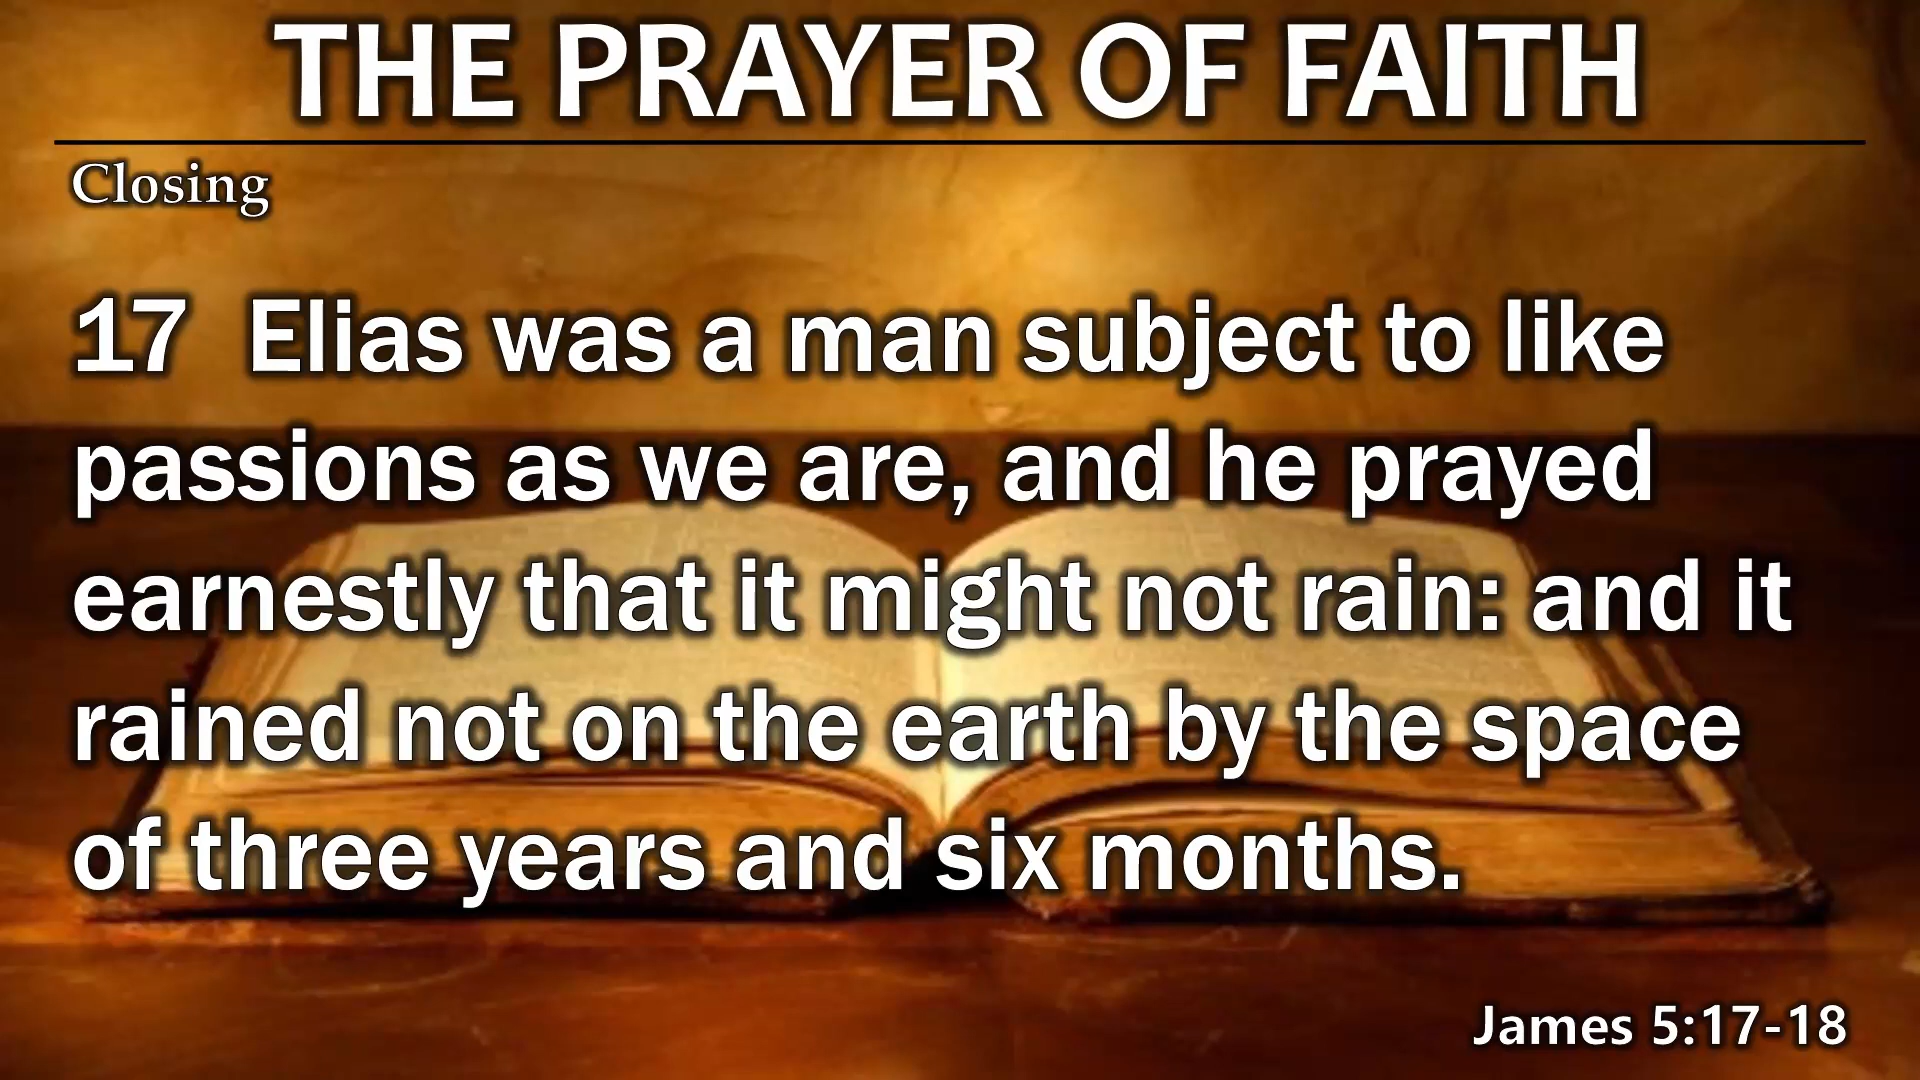 THE PRAYER OF FAITH
Closing
17 Elias was a man subject to like
passions as we are, and he prayed
earnestly that it might not rain: and it
rained not on the earth by the space
of three years and six months.
James 5:17-18